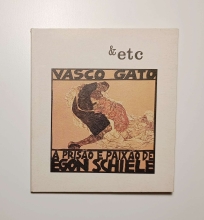 & etc
VASCO GATO
A PRISÃO E PAIXÃO DE
EGON SCHIELE